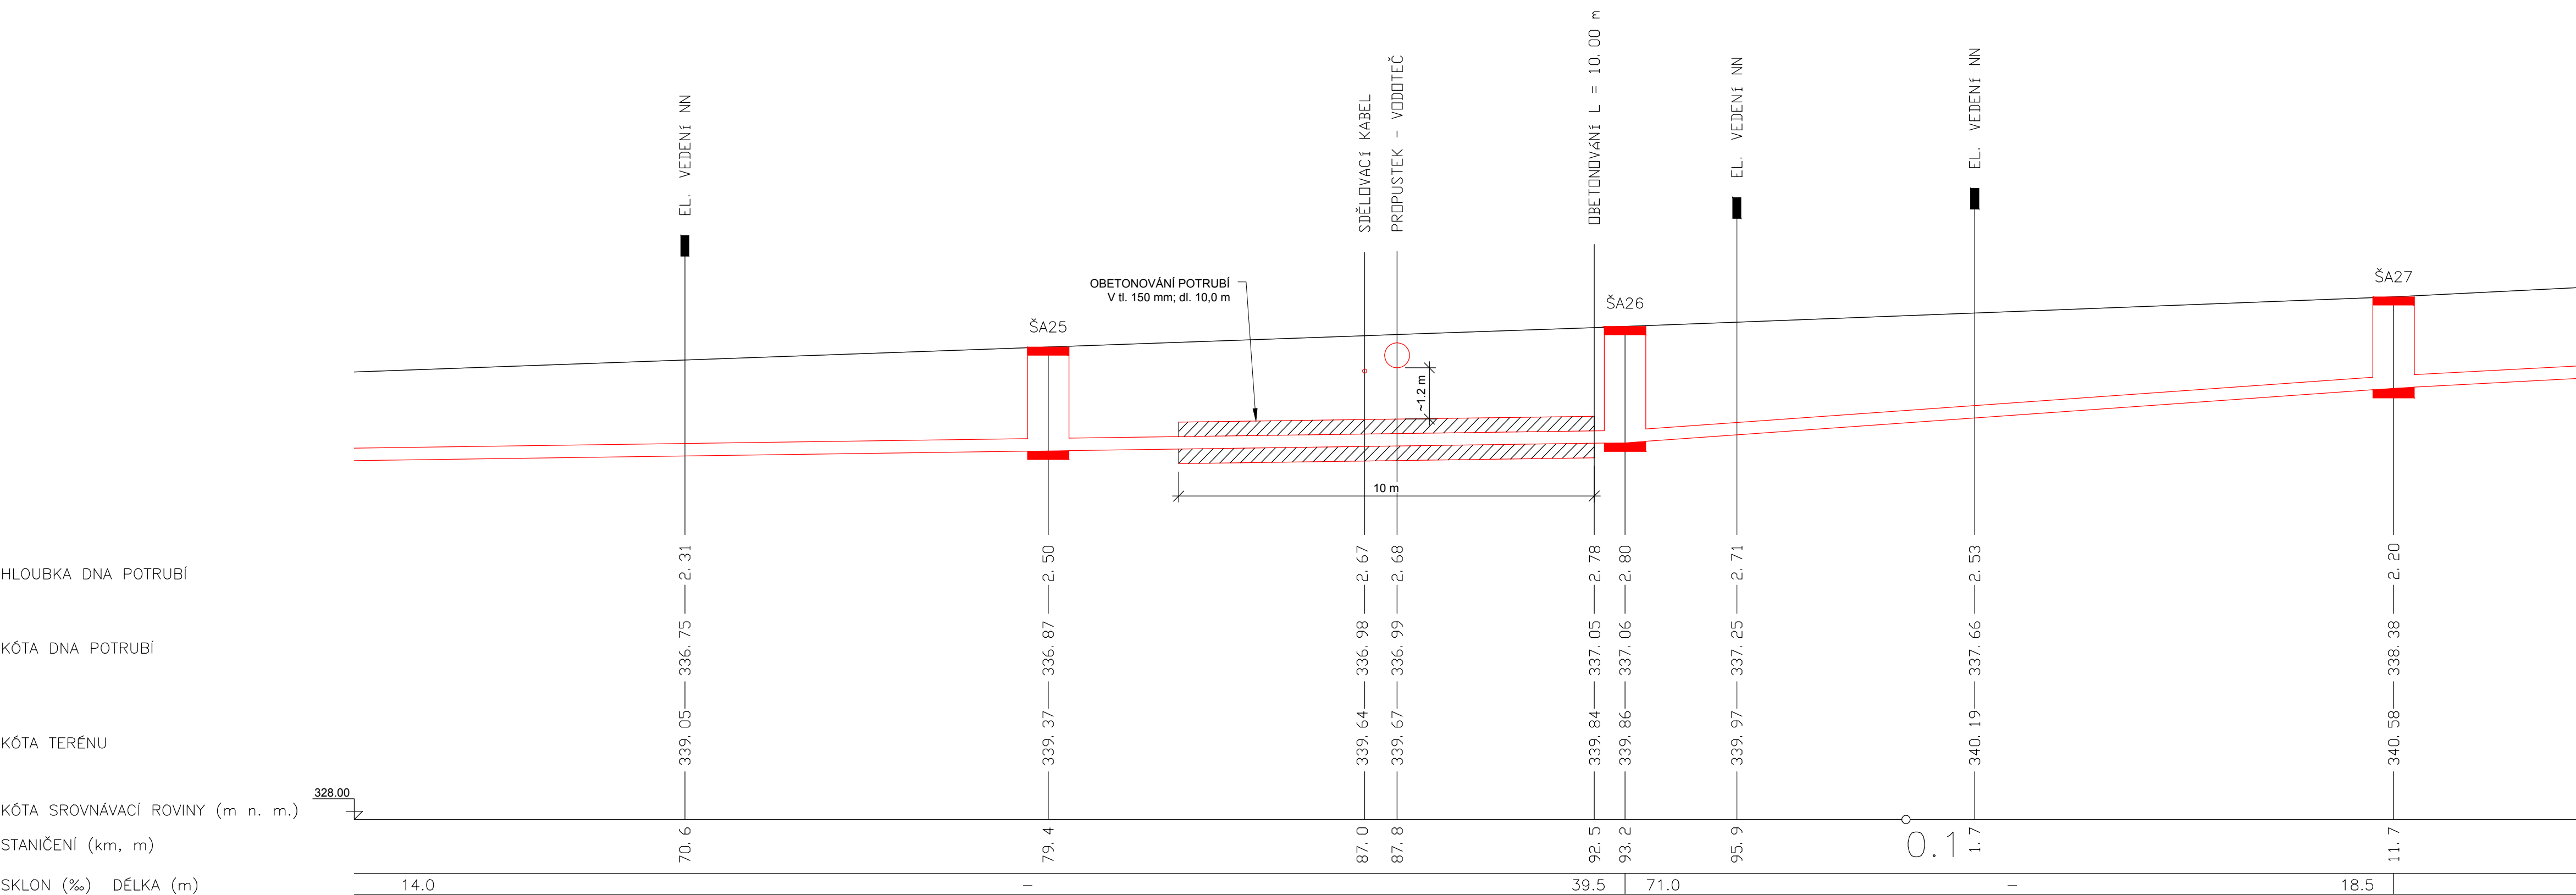 EL. VEDENÍ NN
SDĚLOVACÍ KABEL
PROPUSTEK - VODOTEČ
OBETONOVÁNÍ L = 10.00 m
EL. VEDENÍ NN
EL. VEDENÍ NN
OBETONOVÁNÍ POTRUBÍ
V tl. 150 mm; dl. 10,0 m
ŠA25
ŠA26
ŠA27
~1.2 m
10 m
HLOUBKA DNA POTRUBÍ
2.31 2.50 2.67 2.68 2.78 2.80 2.71 2.53 2.20
KÓTA DNA POTRUBÍ
336.75 336.87 336.98 336.99 337.05 337.06 337.25 337.66 338.38
KÓTA TERÉNU
339.05 339.37 339.64 339.67 339.84 339.86 339.97 340.19 340.58
328.00
KÓTA SROVNÁVACÍ ROVINY (m n. m.)
STANIČENÍ (km, m)
70.6 79.4 87.0 87.8 92.5 93.2 95.9 0.1 1.7 11.7
SKLON (‰) DÉLKA (m)
14.0 – 39.5 71.0 – 18.5